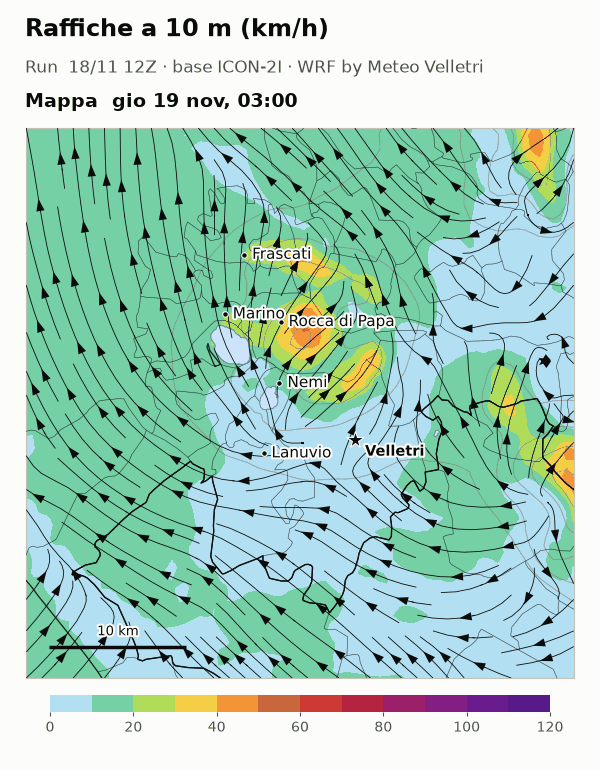 Raffiche a 10 m (km/h)
Run  18/11 12Z · base ICON-2I · WRF by Meteo Velletri
Mappa  gio 19 nov, 03:00
Frascati
Marino
Rocca di Papa
Nemi
Velletri
Lanuvio
10 km
0 20 40 60 80 100 120